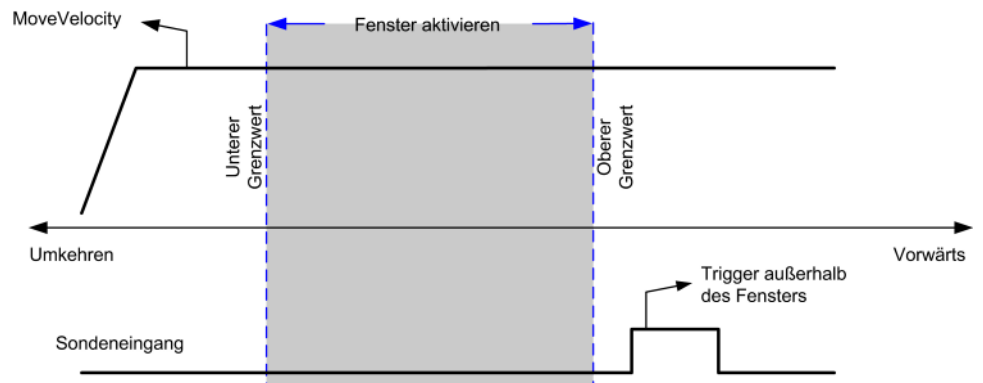 MoveVelocity
Fenster aktivieren
Unterer
Grenzwert
Oberer
Grenzwert
Umkehren
Vorwärts
Trigger außerhalb
des Fensters
Sondeneingang